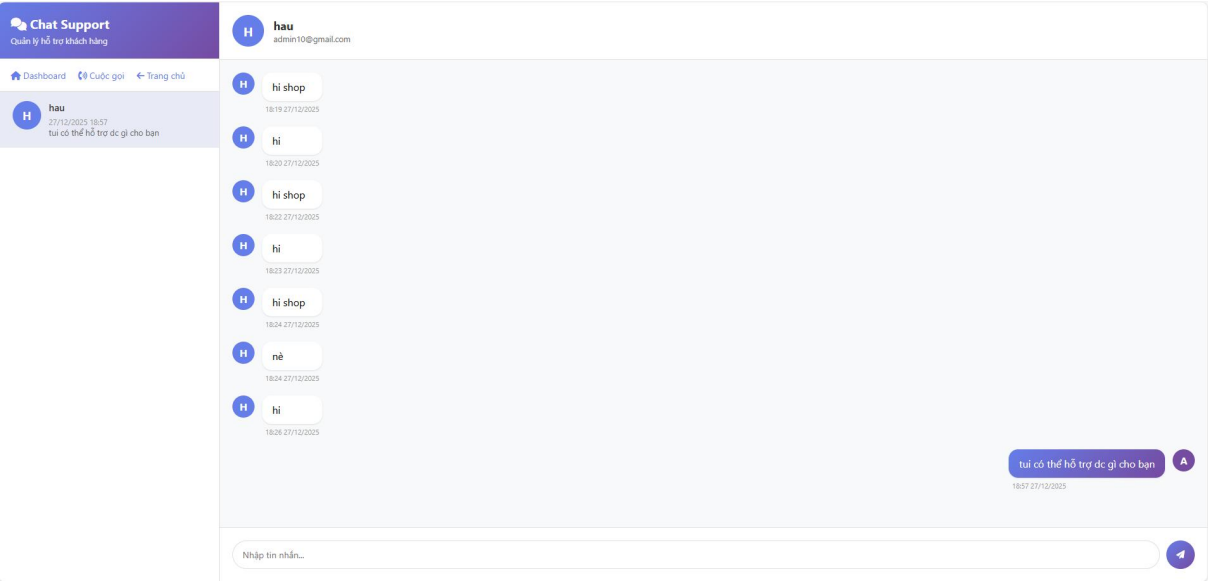 Chat Support
Quản lý hỗ trợ khách hàng
Dashboard Cuộc gọi Trang chủ
H
hau
27/12/2025 18:57
tui có thể hỗ trợ dc gì cho bạn
H
hau
admin10@gmail.com
H
hi shop
18:19 27/12/2025
H
hi
18:20 27/12/2025
H
hi shop
18:22 27/12/2025
H
hi
18:23 27/12/2025
H
hi shop
18:24 27/12/2025
H
nè
18:24 27/12/2025
H
hi
18:26 27/12/2025
tui có thể hỗ trợ dc gì cho bạn
A
18:57 27/12/2025
Nhập tin nhắn...